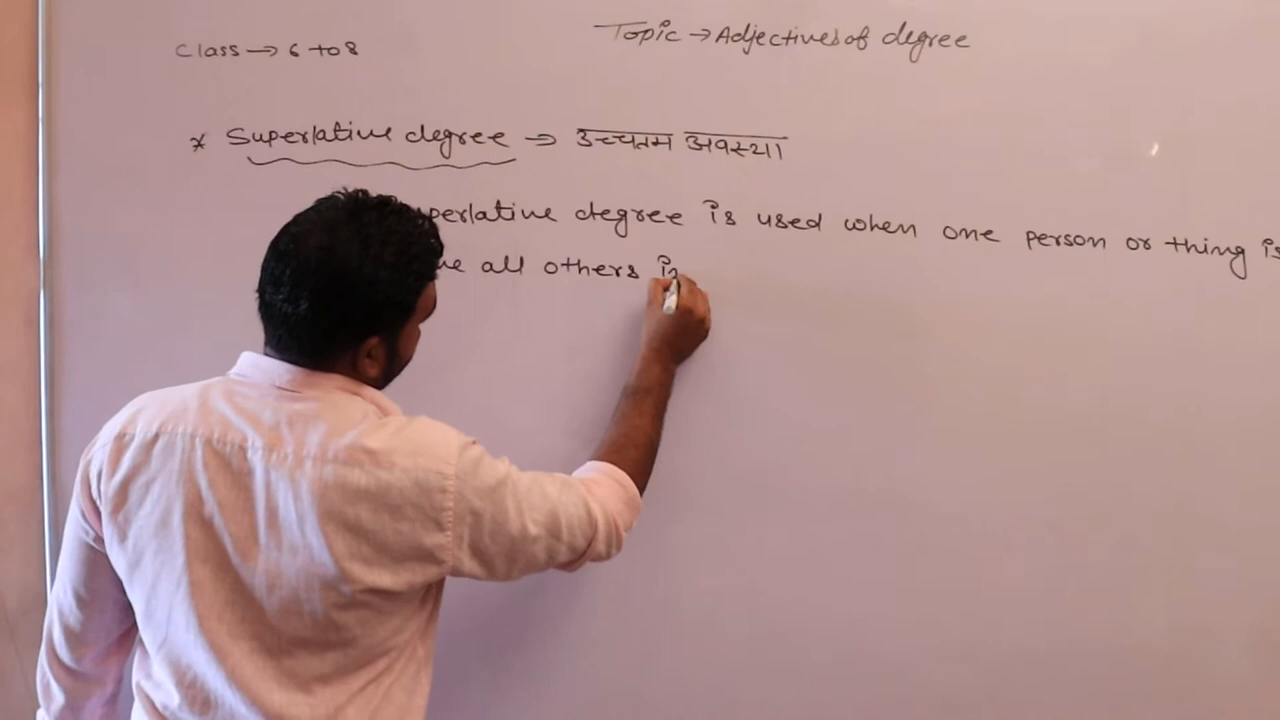 Class → 6 to 8
Topic → Adjectives of degree
* Superlative degree → उच्चतम अवस्था
perlative degree is used when one person or thing is
all others in